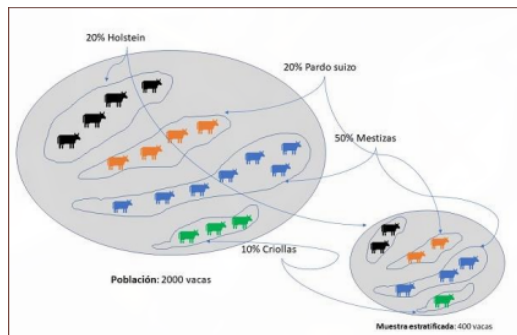 20% Holstein
20% Pardo suizo
50% Mestizas
10% Criollas
Población: 2000 vacas
Muestra estratificada: 400 vacas